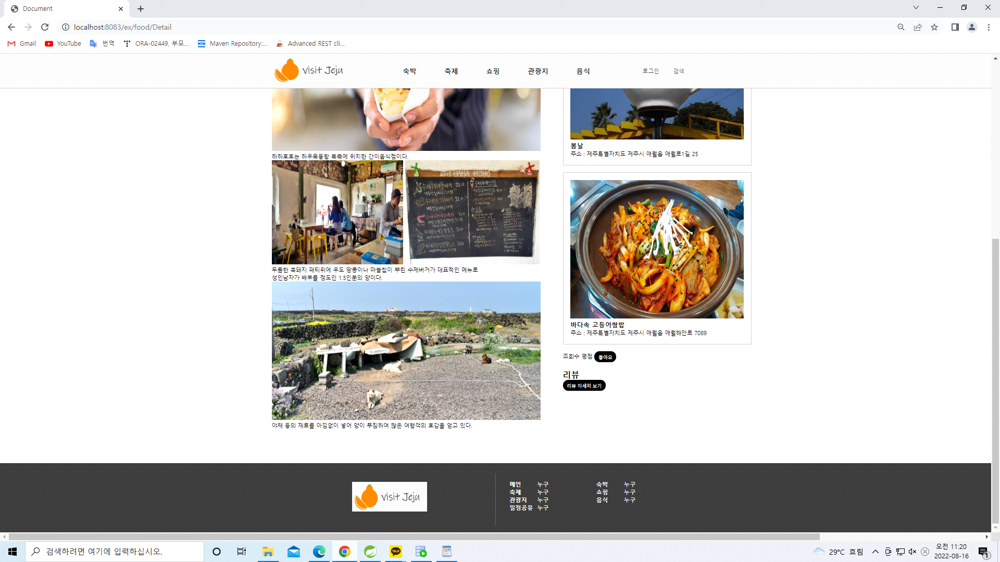 Document
localhost:8083/ex/food/Detail
Gmail
YouTube
번역
ORA-02449, 부모...
Maven Repository:...
Advanced REST cli...
Visit Jeju
숙박
축제
쇼핑
관광지
음식
로그인
검색
하하호호는 하우목동항 북측에 위치한 간이음식점이다.
2015 HAHA HOHO
두툼한 흑돼지 패티위에 우도 땅콩이나 마늘칩이 뿌린 수제버거가 대표적인 메뉴로
성인남자가 배부를 정도인 1.5인분의 양이다.
야채 등의 재료를 아낌없이 넣어 양이 푸짐하여 많은 여행객의 호감을 얻고 있다.
봄날
주소 : 제주특별자치도 제주시 애월읍 애월로1길 25
바다속 고등어쌈밥
주소 : 제주특별자치도 제주시 애월읍 애월해안로 7089
조회수 평점 좋아요
리뷰
리뷰 자세히 보기
Visit Jeju
메인 누구 숙박 누구
축제 누구 쇼핑 누구
관광지 누구 음식 누구
일정공유 누구
검색하려면 여기에 입력하십시오.
TALK
29°C 흐림
오전 11:20
2022-08-16
1